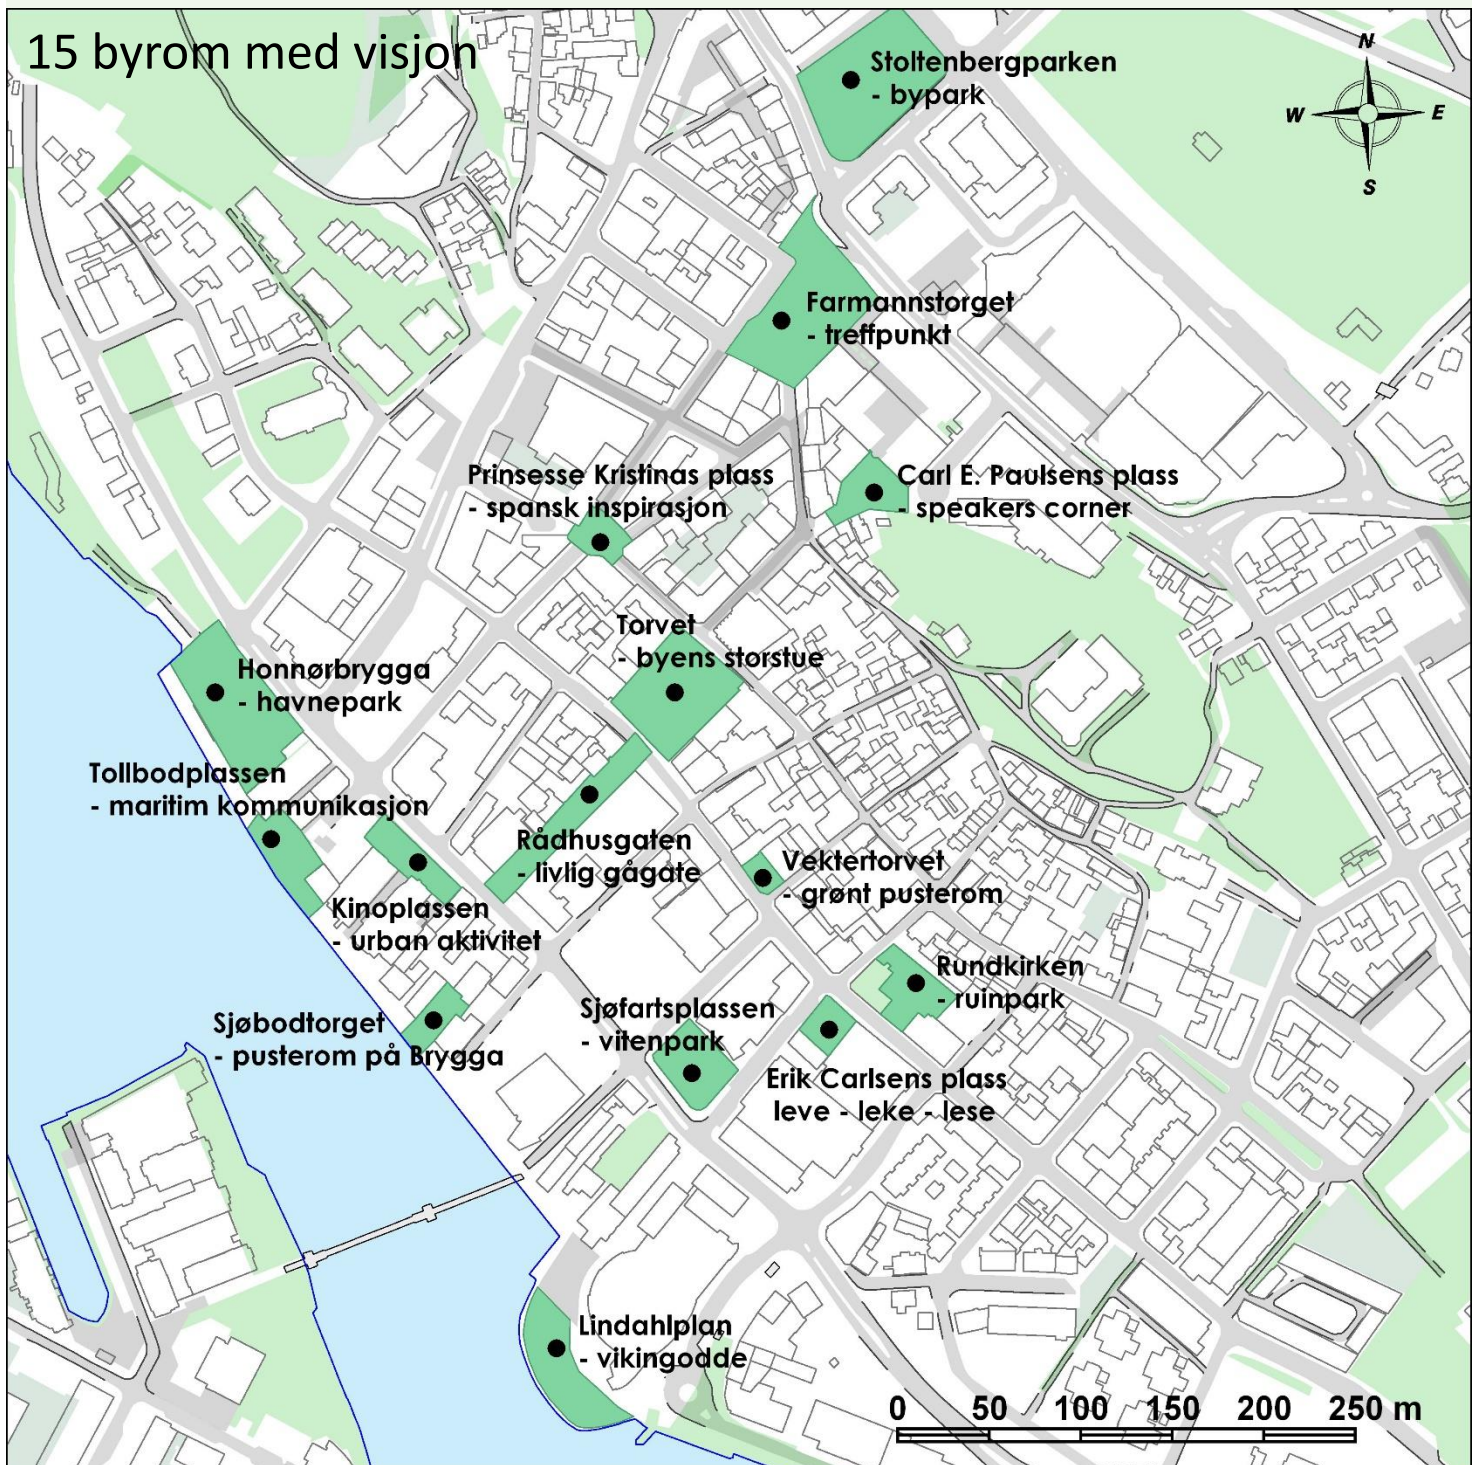 15 byrom med visjon
Stoltenbergparken
- bypark
N
W
E
S
Farmannstorget
- treffpunkt
Prinsesse Kristinas plass
- spansk inspirasjon
Carl E. Paulsens plass
- speakers corner
Torvet
- byens storstue
Honnørbrygga
- havnepark
Tollbodplassen
- maritim kommunikasjon
Rådhusgaten
- livlig gågate
Vektertorvet
- grønt pusterom
Kinoplassen
- urban aktivitet
Rundkirken
- ruinpark
Sjøfartsplassen
- vitenpark
Sjøbodtorget
- pusterom på Brygga
Erik Carlsens plass
leve - leke - lese
Lindahlplan
- vikingodde
0 50 100 150 200 250 m